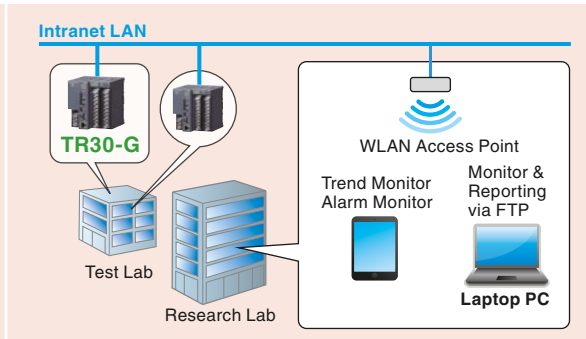 Intranet LAN
TR30-G
WLAN Access Point
Trend Monitor
Alarm Monitor
Monitor &
Reporting
via FTP
Laptop PC
Test Lab
Research Lab